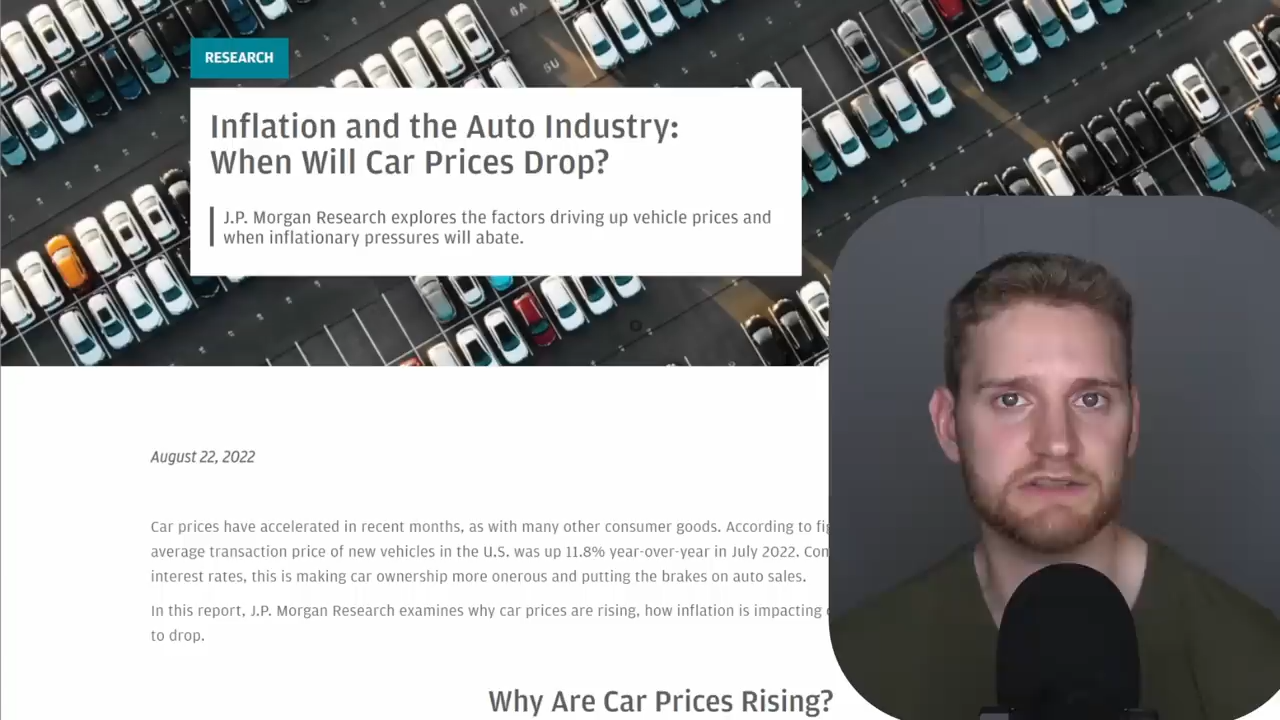 6A
6U
RESEARCH
Inflation and the Auto Industry:
When Will Car Prices Drop?
J.P. Morgan Research explores the factors driving up vehicle prices and
when inflationary pressures will abate.
August 22, 2022
Car prices have accelerated in recent months, as with many other consumer goods. According to
average transaction price of new vehicles in the U.S. was up 11.8% year-over-year in July 2022.
interest rates, this is making car ownership more onerous and putting the brakes on auto sales.
In this report, J.P. Morgan Research examines why car prices are rising, how inflation is impacting
to drop.
Why Are Car Prices Rising?